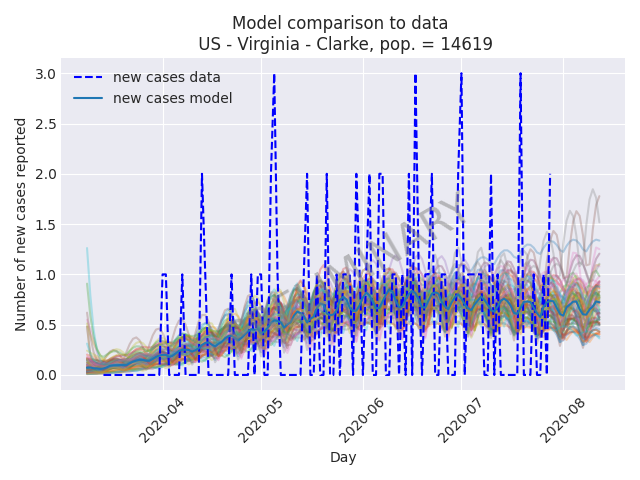 Model comparison to data
US - Virginia - Clarke, pop. = 14619
new cases data
new cases model
3.0
2.5
2.0
1.5
1.0
0.5
0.0
Number of new cases reported
2020-04
2020-05
2020-06
2020-07
2020-08
Day